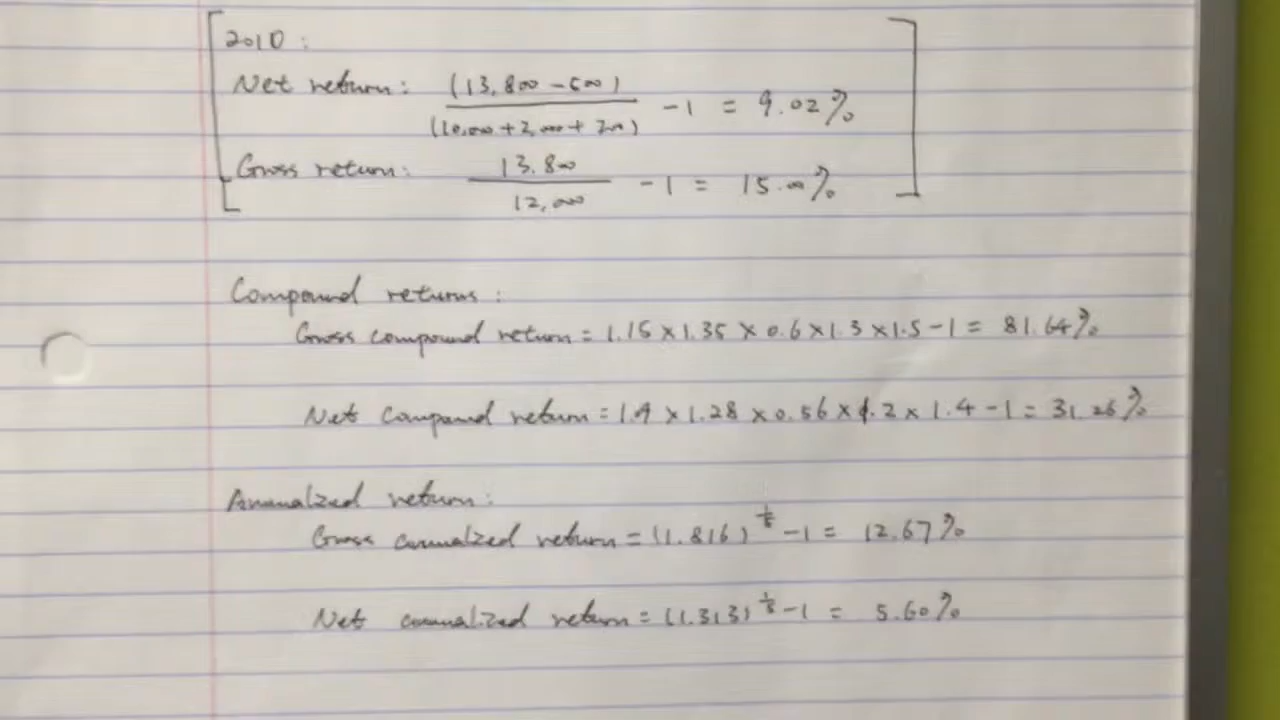 2010 :
Net return : (13,800 - 500) / (10,000 + 2,000 + 200) - 1 = 9.02%
Gross return : 13.800 / 12,000 - 1 = 15.00%
Compound returns :
Gross compound return = 1.15 × 1.35 × 0.6 × 1.3 × 1.5 - 1 = 81.64%
Net compound return = 1.9 × 1.28 × 0.56 × 1.2 × 1.4 - 1 = 31.26%
Annualized return :
Gross annualized return = (1.816)^1/5 - 1 = 12.67%
Net annualized return = (1.313)^1/5 - 1 = 5.60%